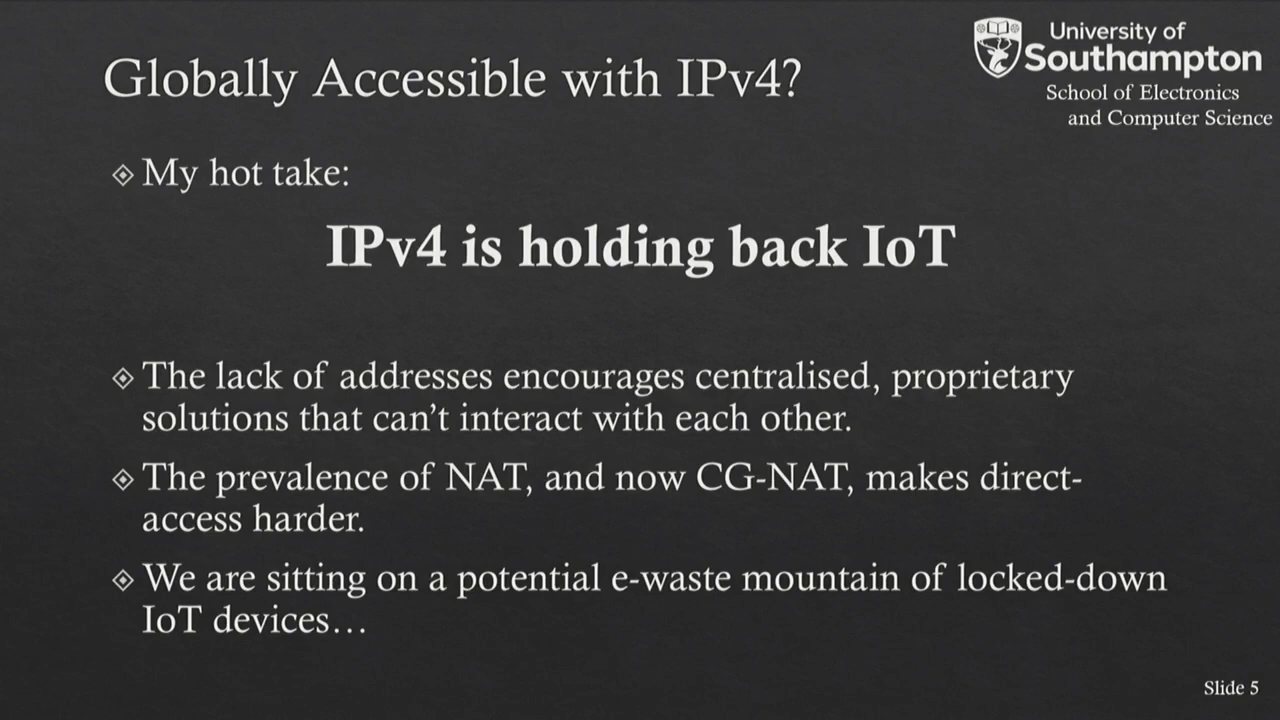 Globally Accessible with IPv4?
University of
Southampton
School of Electronics
and Computer Science
My hot take:
IPv4 is holding back IoT
The lack of addresses encourages centralised, proprietary
solutions that can’t interact with each other.
The prevalence of NAT, and now CG-NAT, makes direct-
access harder.
We are sitting on a potential e-waste mountain of locked-down
IoT devices…
Slide 5